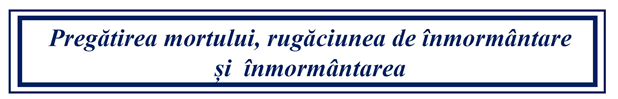 Pregătirea mortului, rugăciunea de înmormântare
și înmormântarea